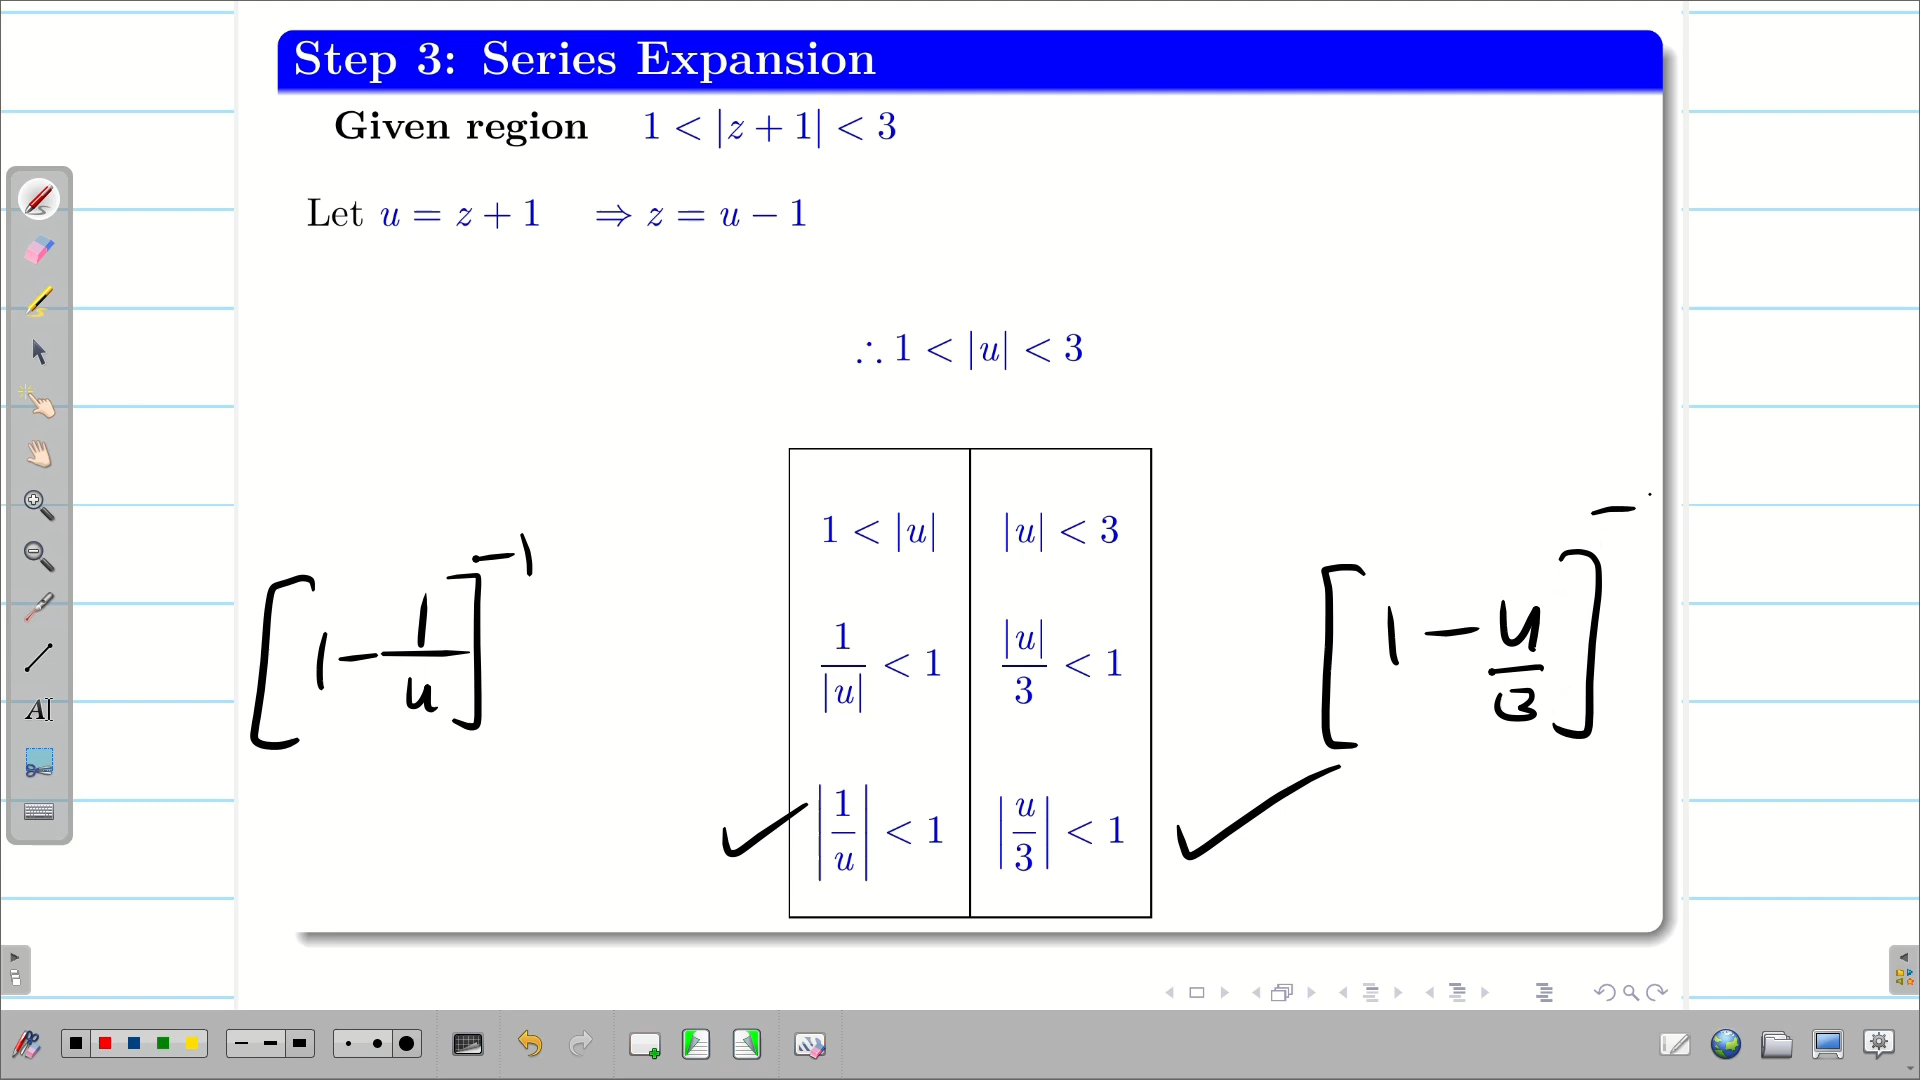 Step 3: Series Expansion
Given region 1 < |z + 1| < 3
Let u = z + 1 ⇒ z = u − 1
∴ 1 < |u| < 3
1 < |u|
1/|u| < 1
|1/u| < 1
|u| < 3
|u|/3 < 1
|u/3| < 1
[1 − 1/u]^−1
[1 − u/3]^−